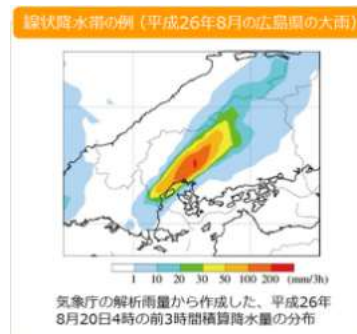 線状降水雨の例(平成26年8月の広島県の大雨)
1 10 20 30 50 100 200 (mm/3h)
気象庁の解析雨量から作成した、平成26年
8月20日4時の前3時間積算降水量の分布